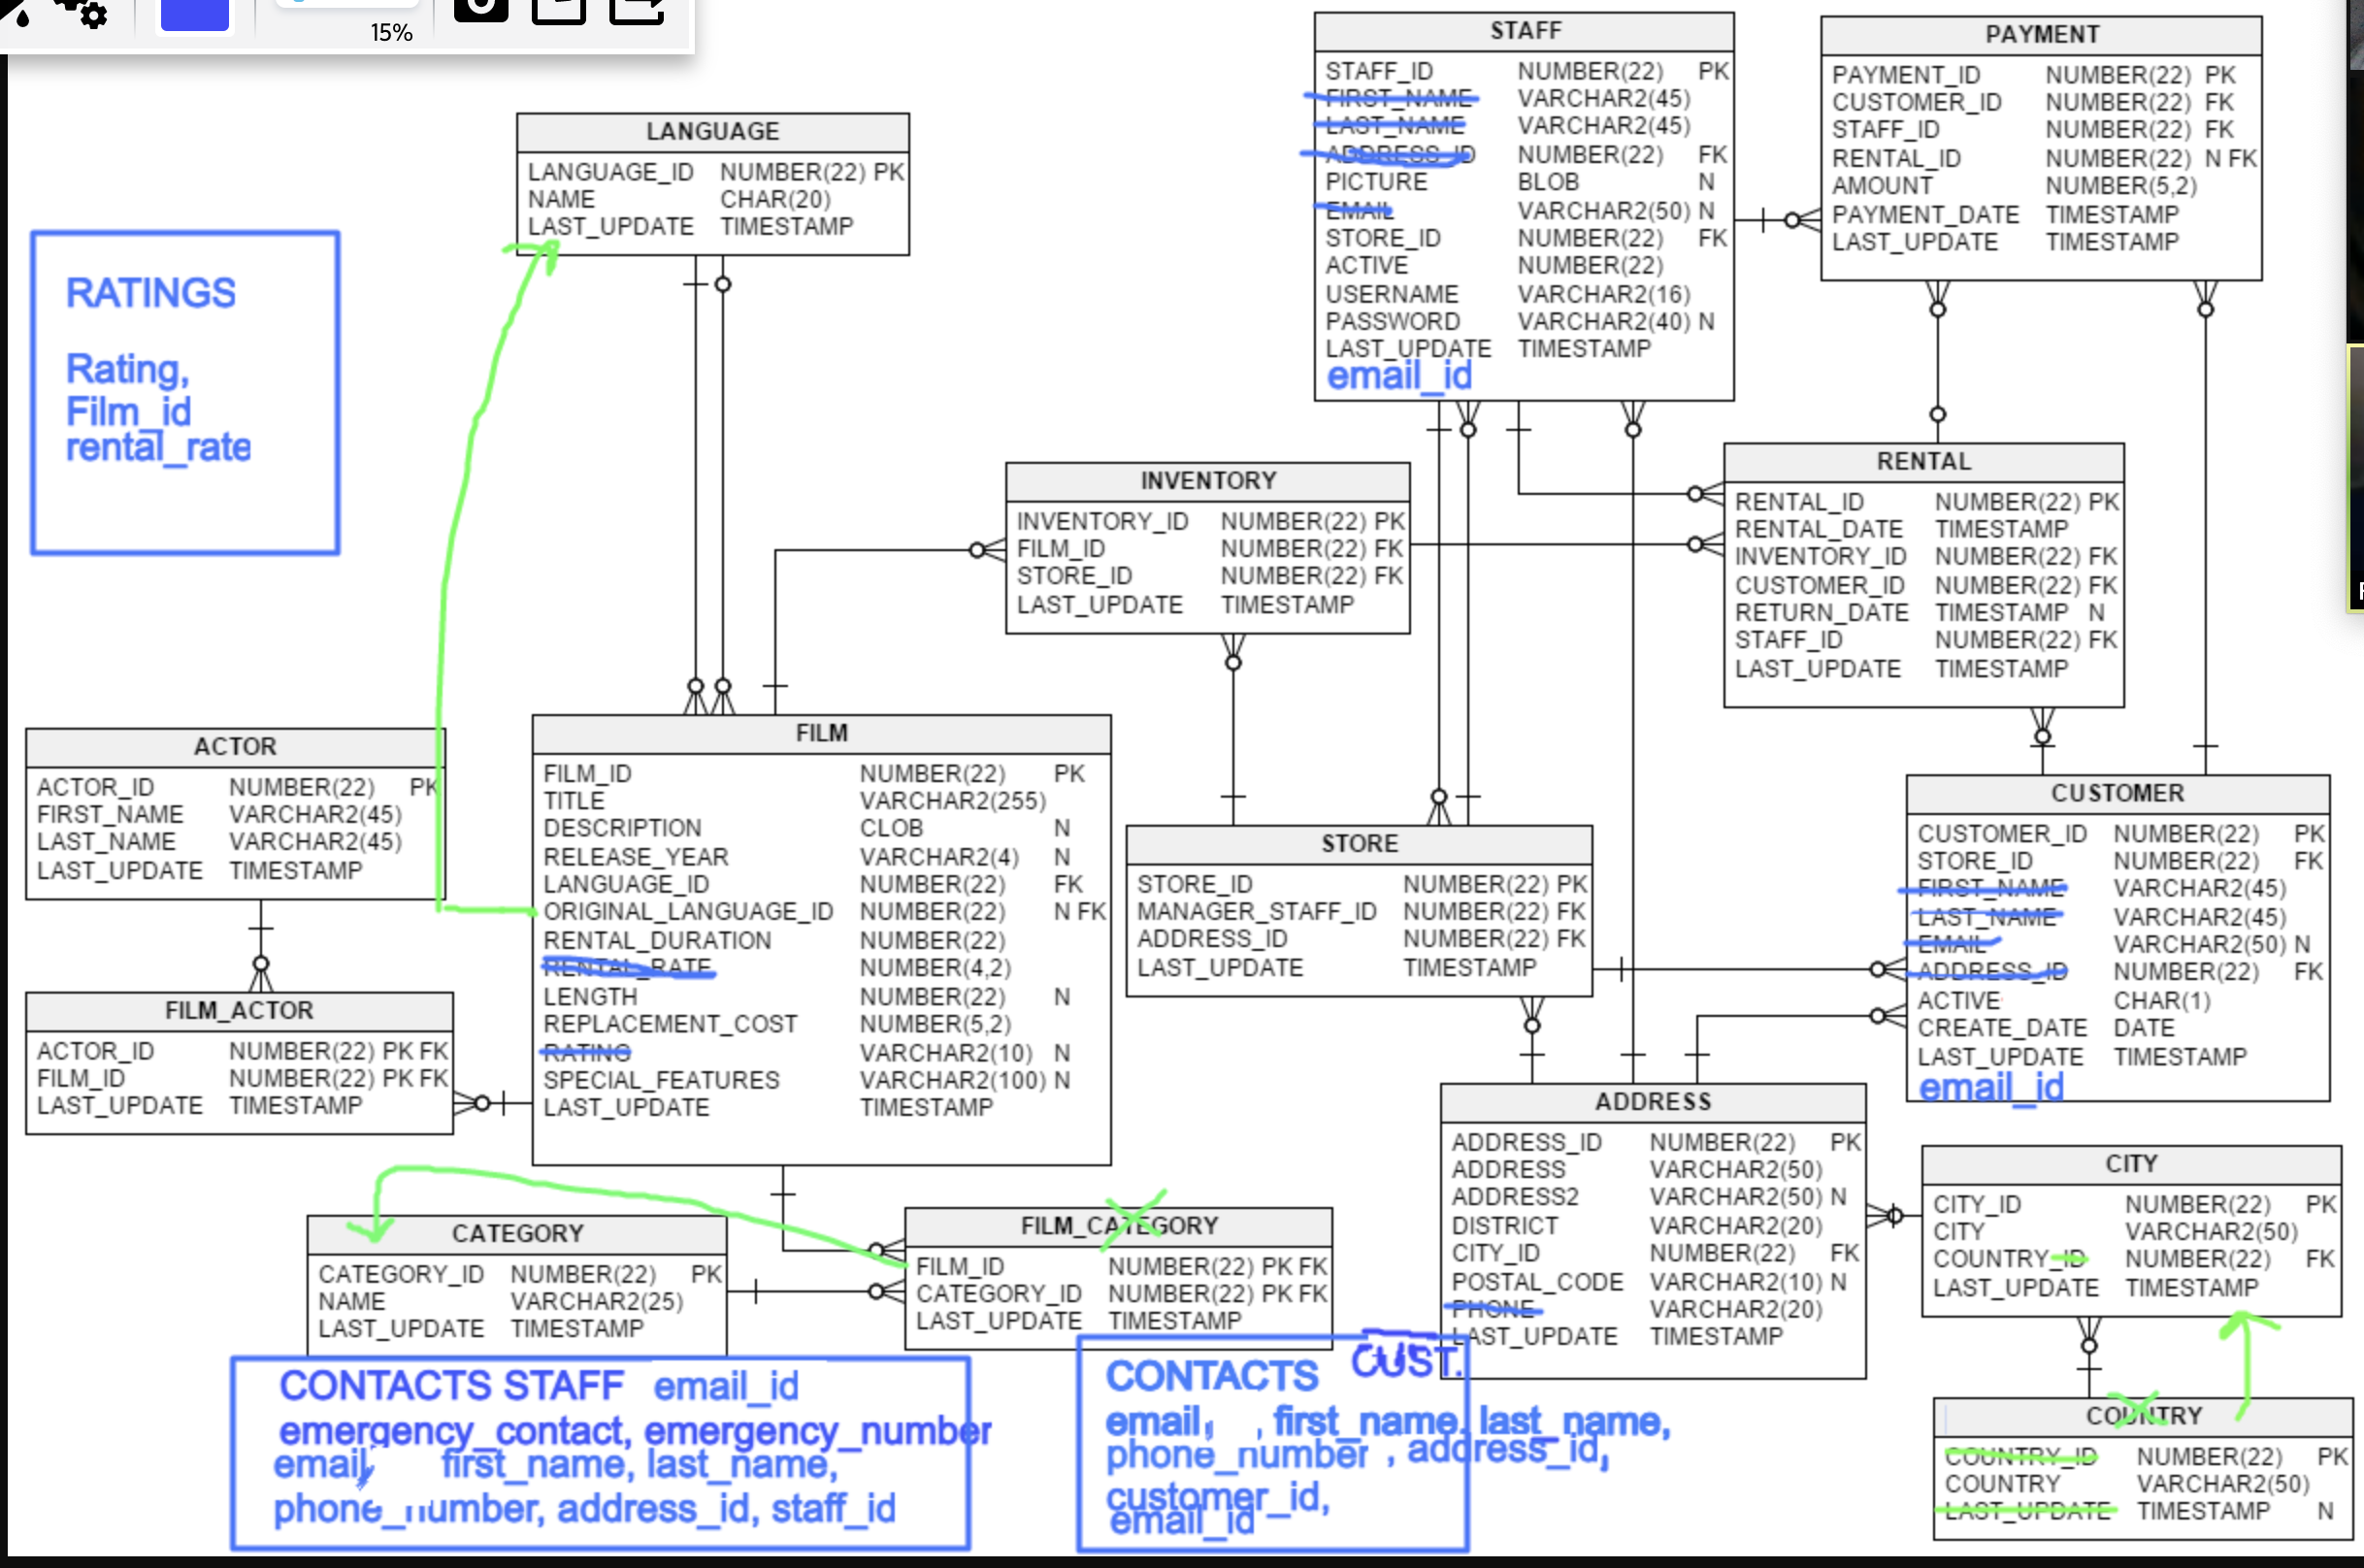 15%
STAFF
STAFF_ID NUMBER(22) PK
FIRST_NAME VARCHAR2(45)
LAST_NAME VARCHAR2(45)
ADDRESS_ID NUMBER(22) FK
PICTURE BLOB N
EMAIL VARCHAR2(50) N
STORE_ID NUMBER(22) FK
ACTIVE NUMBER(22)
USERNAME VARCHAR2(16)
PASSWORD VARCHAR2(40) N
LAST_UPDATE TIMESTAMP
email_id
PAYMENT
PAYMENT_ID NUMBER(22) PK
CUSTOMER_ID NUMBER(22) FK
STAFF_ID NUMBER(22) FK
RENTAL_ID NUMBER(22) N FK
AMOUNT NUMBER(5,2)
PAYMENT_DATE TIMESTAMP
LAST_UPDATE TIMESTAMP
LANGUAGE
LANGUAGE_ID NUMBER(22) PK
NAME CHAR(20)
LAST_UPDATE TIMESTAMP
RATINGS
Rating,
Film_id
rental_rate
INVENTORY
INVENTORY_ID NUMBER(22) PK
FILM_ID NUMBER(22) FK
STORE_ID NUMBER(22) FK
LAST_UPDATE TIMESTAMP
RENTAL
RENTAL_ID NUMBER(22) PK
RENTAL_DATE TIMESTAMP
INVENTORY_ID NUMBER(22) FK
CUSTOMER_ID NUMBER(22) FK
RETURN_DATE TIMESTAMP N
STAFF_ID NUMBER(22) FK
LAST_UPDATE TIMESTAMP
ACTOR
ACTOR_ID NUMBER(22) PK
FIRST_NAME VARCHAR2(45)
LAST_NAME VARCHAR2(45)
LAST_UPDATE TIMESTAMP
FILM
FILM_ID NUMBER(22) PK
TITLE VARCHAR2(255)
DESCRIPTION CLOB N
RELEASE_YEAR VARCHAR2(4) N
LANGUAGE_ID NUMBER(22) FK
ORIGINAL_LANGUAGE_ID NUMBER(22) N FK
RENTAL_DURATION NUMBER(22)
RENTAL_RATE NUMBER(4,2)
LENGTH NUMBER(22) N
REPLACEMENT_COST NUMBER(5,2)
RATING VARCHAR2(10) N
SPECIAL_FEATURES VARCHAR2(100) N
LAST_UPDATE TIMESTAMP
STORE
STORE_ID NUMBER(22) PK
MANAGER_STAFF_ID NUMBER(22) FK
ADDRESS_ID NUMBER(22) FK
LAST_UPDATE TIMESTAMP
CUSTOMER
CUSTOMER_ID NUMBER(22) PK
STORE_ID NUMBER(22) FK
FIRST_NAME VARCHAR2(45)
LAST_NAME VARCHAR2(45)
EMAIL VARCHAR2(50) N
ADDRESS_ID NUMBER(22) FK
ACTIVE CHAR(1)
CREATE_DATE DATE
LAST_UPDATE TIMESTAMP
email_id
FILM_ACTOR
ACTOR_ID NUMBER(22) PK FK
FILM_ID NUMBER(22) PK FK
LAST_UPDATE TIMESTAMP
ADDRESS
ADDRESS_ID NUMBER(22) PK
ADDRESS VARCHAR2(50)
ADDRESS2 VARCHAR2(50) N
DISTRICT VARCHAR2(20)
CITY_ID NUMBER(22) FK
POSTAL_CODE VARCHAR2(10) N
PHONE VARCHAR2(20)
LAST_UPDATE TIMESTAMP
CITY
CITY_ID NUMBER(22) PK
CITY VARCHAR2(50)
COUNTRY_ID NUMBER(22) FK
LAST_UPDATE TIMESTAMP
CATEGORY
CATEGORY_ID NUMBER(22) PK
NAME VARCHAR2(25)
LAST_UPDATE TIMESTAMP
FILM_CATEGORY
FILM_ID NUMBER(22) PK FK
CATEGORY_ID NUMBER(22) PK FK
LAST_UPDATE TIMESTAMP
CONTACTS STAFF email_id
emergency_contact, emergency_number
email, first_name, last_name,
phone_number, address_id, staff_id
CONTACTS CUST.
email, , first_name, last_name,
phone_number , address_id,
customer_id,
email_id
COUNTRY
COUNTRY_ID NUMBER(22) PK
COUNTRY VARCHAR2(50)
LAST_UPDATE TIMESTAMP N